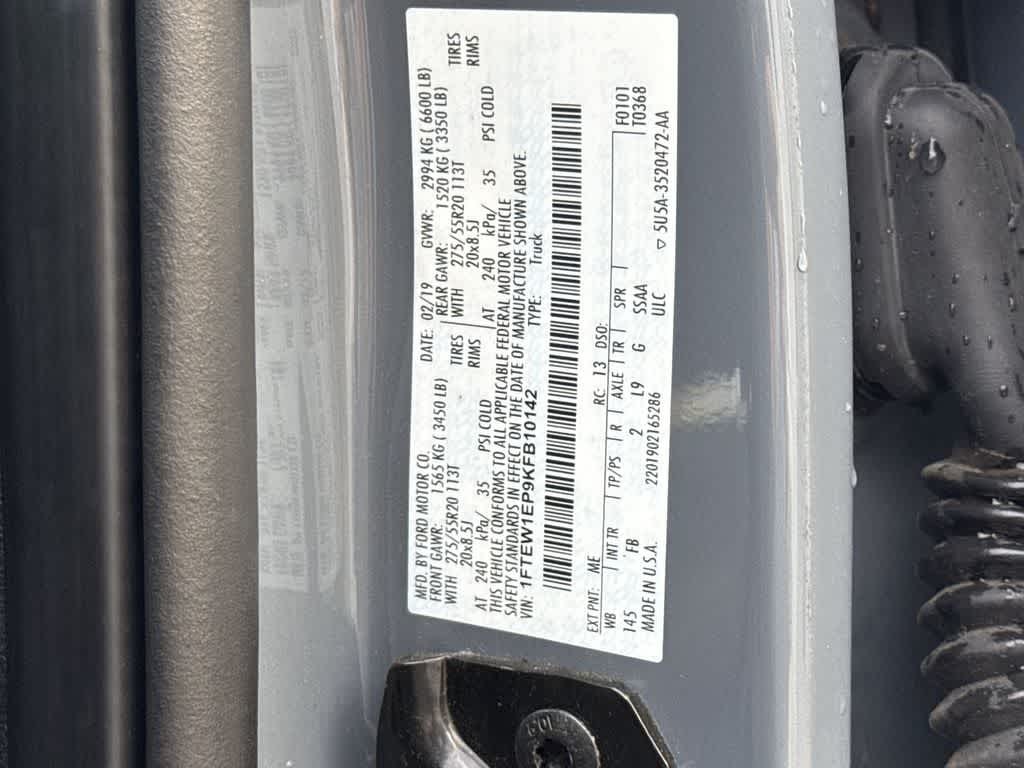 MFD. BY FORD MOTOR CO.
DATE: 02/19 GVWR: 2994 KG ( 6600 LB)
FRONT GAWR: 1565 KG ( 3450 LB) REAR GAWR: 1520 KG ( 3350 LB)
WITH 275/55R20 113T TIRES WITH 275/55R20 113T TIRES
20x8.5J RIMS 20x8.5J RIMS
AT 240 kPa/ 35 PSI COLD AT 240 kPa/ 35 PSI COLD
THIS VEHICLE CONFORMS TO ALL APPLICABLE FEDERAL MOTOR VEHICLE
SAFETY STANDARDS IN EFFECT ON THE DATE OF MANUFACTURE SHOWN ABOVE.
VIN: 1FTEW1EP9KFB10142 TYPE: Truck
EXT PNT: ME RC: 13 DSO: F0101
WB INT TR TP/PS R AXLE TR SPR T0368
145 FB 2 L9 G SSAA
MADE IN U.S.A. 2201902165286 ULC ▽ 5U5A-3520472-AA
109